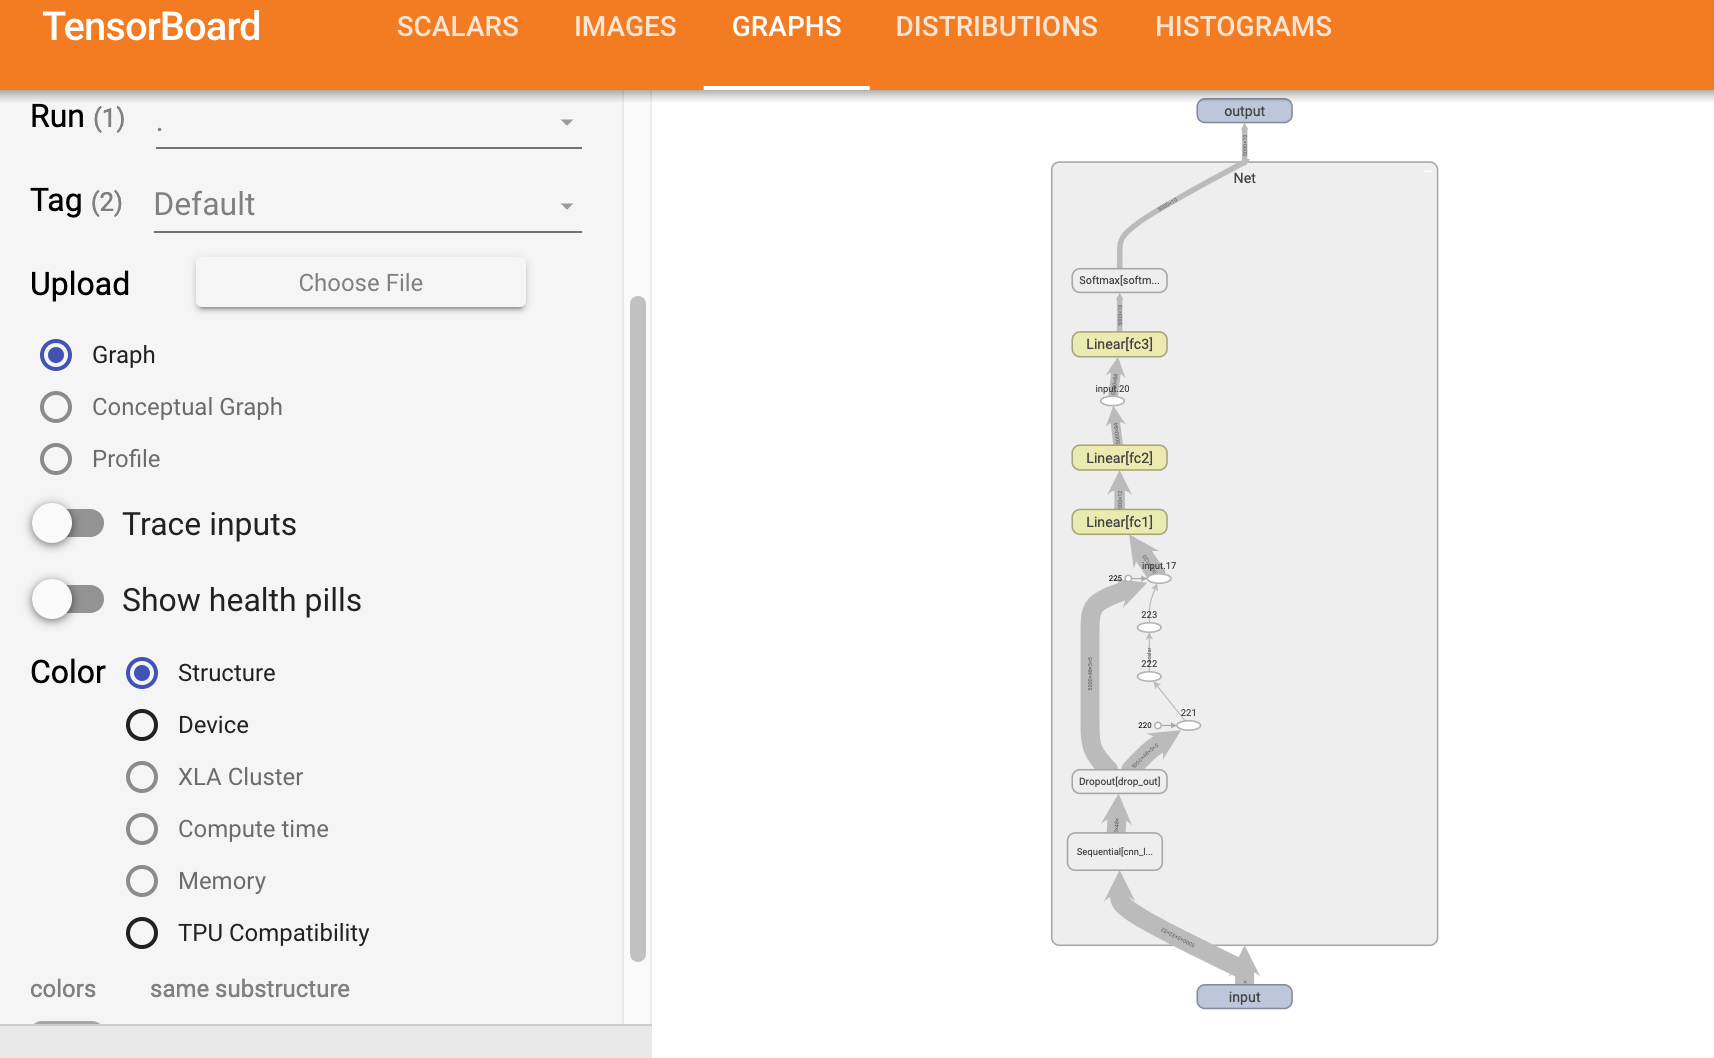 TensorBoard
SCALARS IMAGES GRAPHS DISTRIBUTIONS HISTOGRAMS
Run (1) .
Tag (2) Default
Upload Choose File
Graph
Conceptual Graph
Profile
Trace inputs
Show health pills
Color Structure
Device
XLA Cluster
Compute time
Memory
TPU Compatibility
colors same substructure
output
Net
Softmax[softm...
Linear[fc3]
input.20
Linear[fc2]
Linear[fc1]
input.17
225
223
222
221
220
Dropout[drop_out]
Sequential[cnn_l...
input